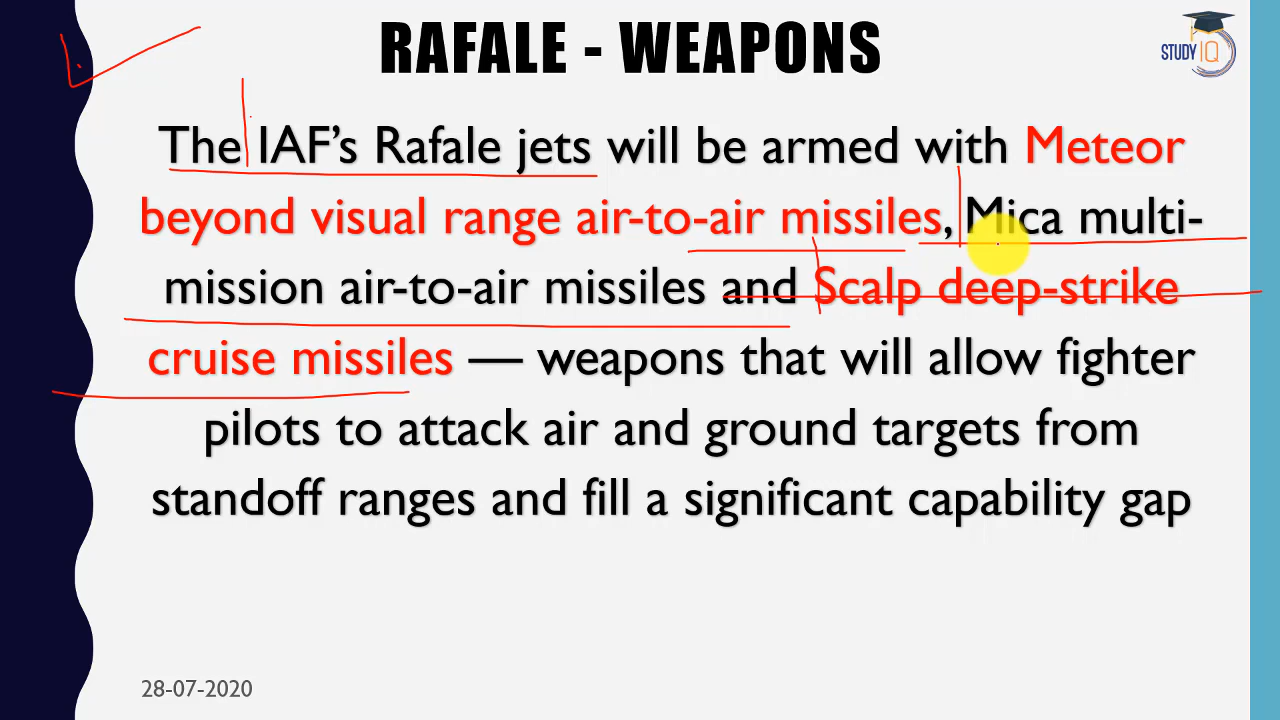 RAFALE - WEAPONS
STUDY IQ
The IAF's Rafale jets will be armed with Meteor
beyond visual range air-to-air missiles, Mica multi-
mission air-to-air missiles and Scalp deep-strike
cruise missiles — weapons that will allow fighter
pilots to attack air and ground targets from
standoff ranges and fill a significant capability gap
28-07-2020